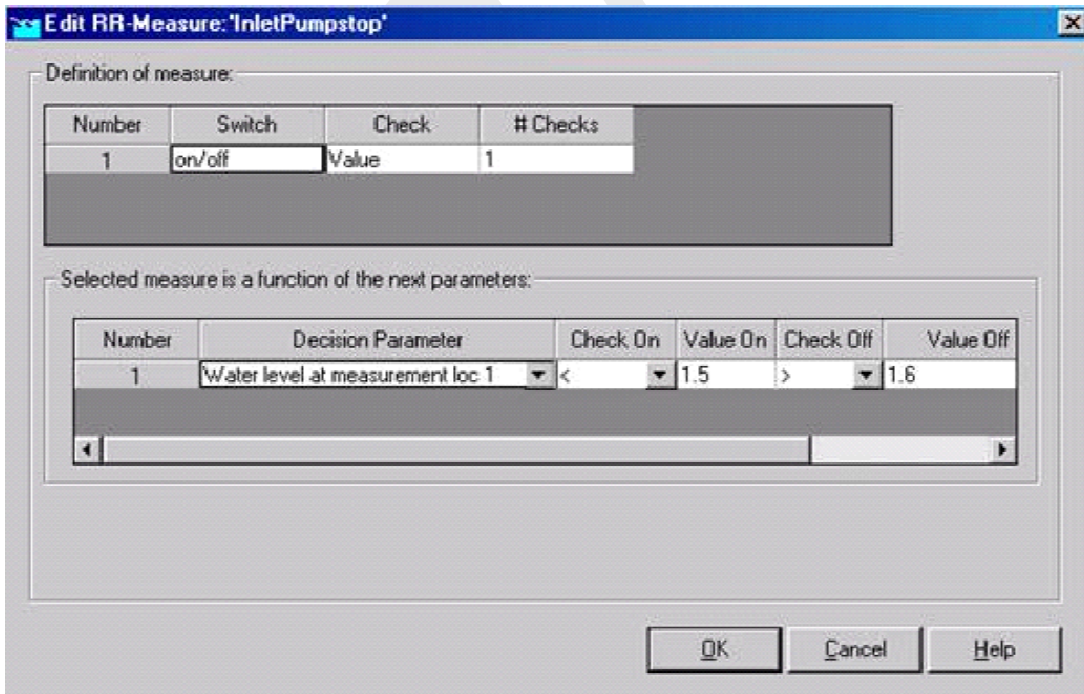 Edit RR-Measure: 'InletPumpstop'
Definition of measure:
Number Switch Check # Checks
1 on/off Value 1
Selected measure is a function of the next parameters:
Number Decision Parameter Check On Value On Check Off Value Off
1 Water level at measurement loc 1 < 1.5 > 1.6
OK Cancel Help